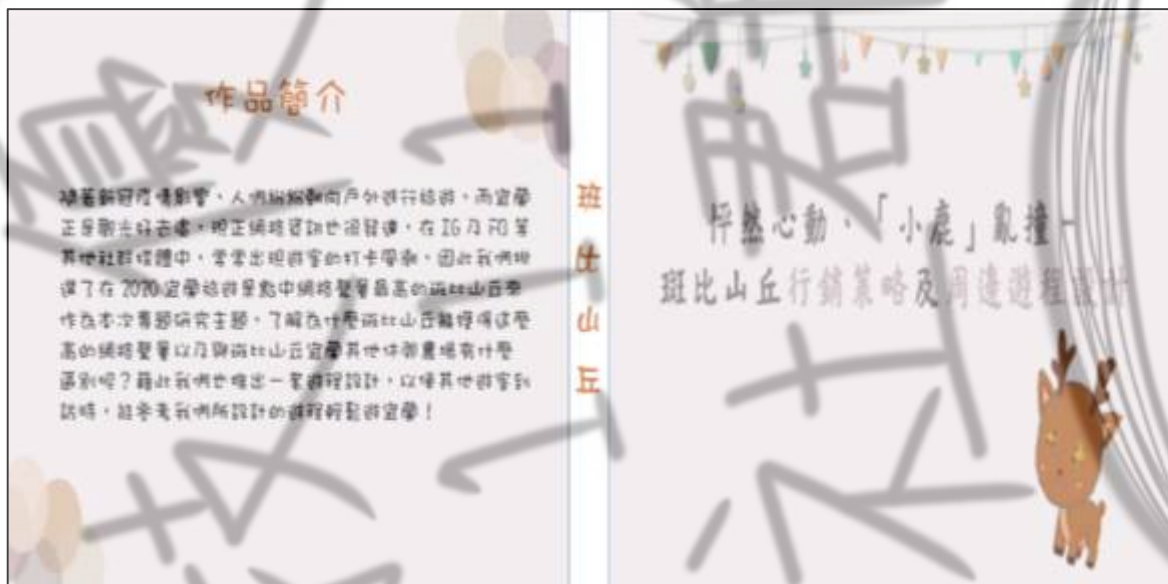 作品簡介
隨著新冠疫情影響，人們紛紛朝向戶外進行旅遊，而宜蘭
正是觀光好去處，現正網路資訊也很發達，在IG及FB等
其他社群媒體中，常常出現遊客的打卡學測，因此我們挑
選了在2020宜蘭旅遊景點中網路聲量最高的斑比山丘來
作為本次專題研究主題，了解為什麼斑比山丘能獲得這麼
高的網路聲量以及與斑比山丘宜蘭其他休閒農場有什麼
區別呢？藉此我們也推出一套遊程設計，以便其他遊客到
訪時，能參考我們所設計的遊程輕鬆遊宜蘭！
班比山丘
怦然心動、「小鹿」亂撞－
斑比山丘行銷策略及周邊遊程設計